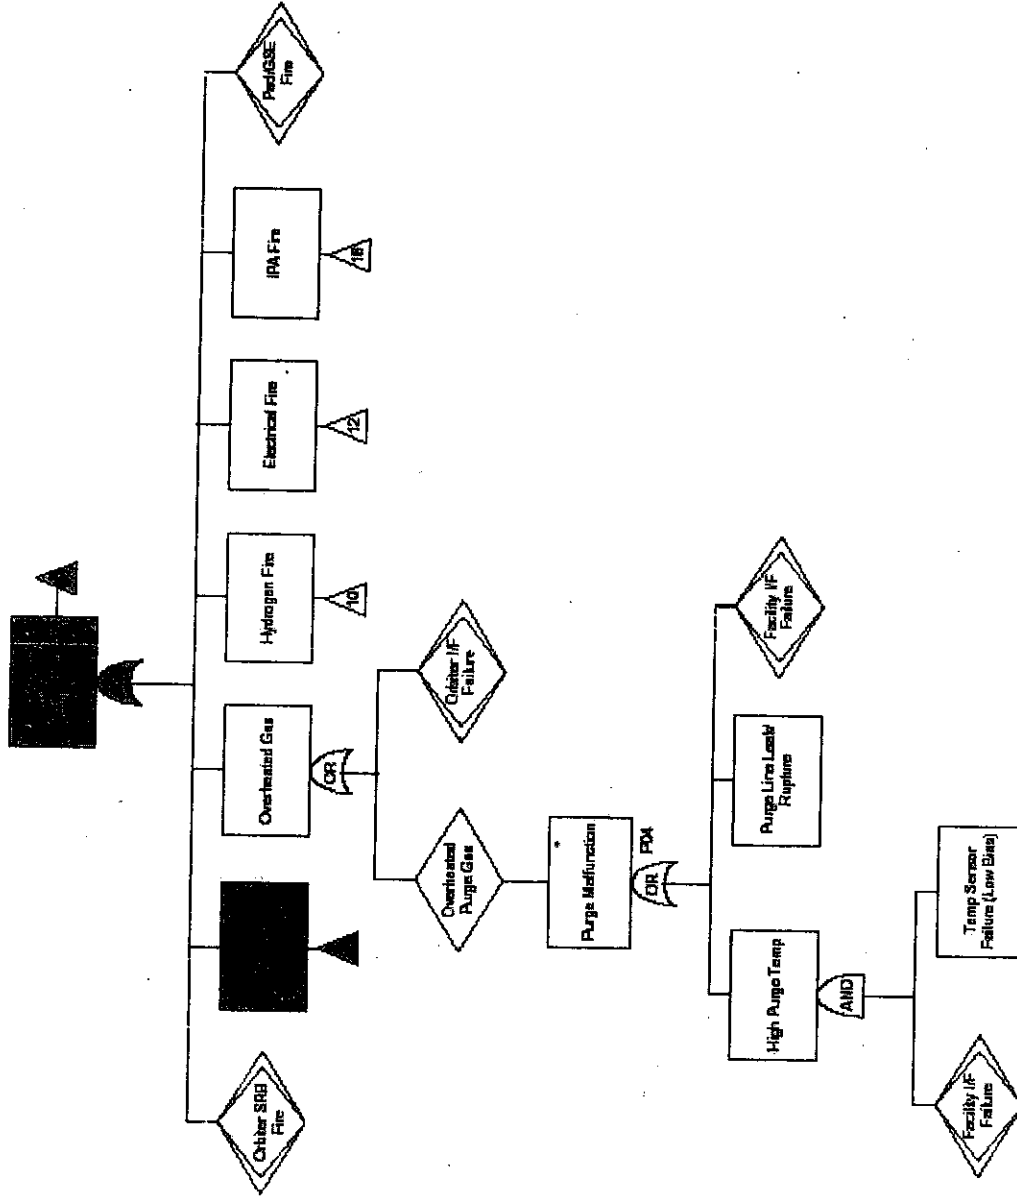 Orbiter SRB
Fire
Overheated Gas
Hydrogen Fire
Electrical Fire
IPA Fire
Pad/GSE
Fire
10
12
OR
Overheated
Purge Gas
Orbiter I/F
Failure
Purge Malfunction
OR
P04
High Purge Temp
Purge Line Leak/
Rupture
Facility I/F
Failure
AND
Facility I/F
Failure
Temp Sensor
Failure (Low Bias)